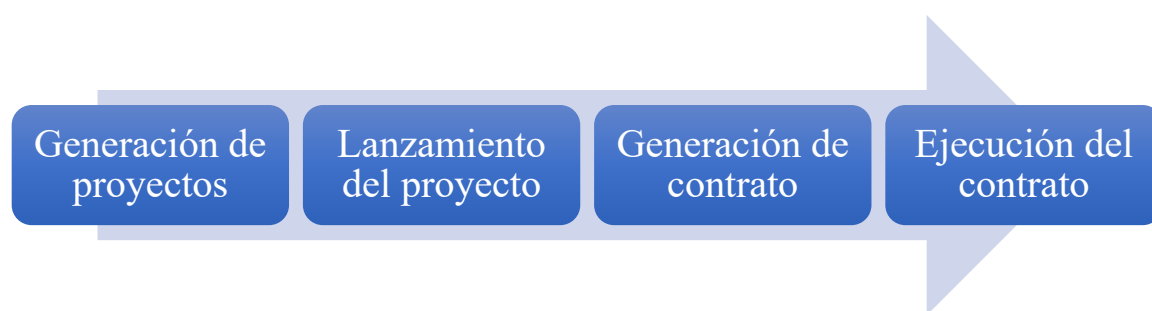 Generación de
proyectos
Lanzamiento
del proyecto
Generación de
contrato
Ejecución del
contrato